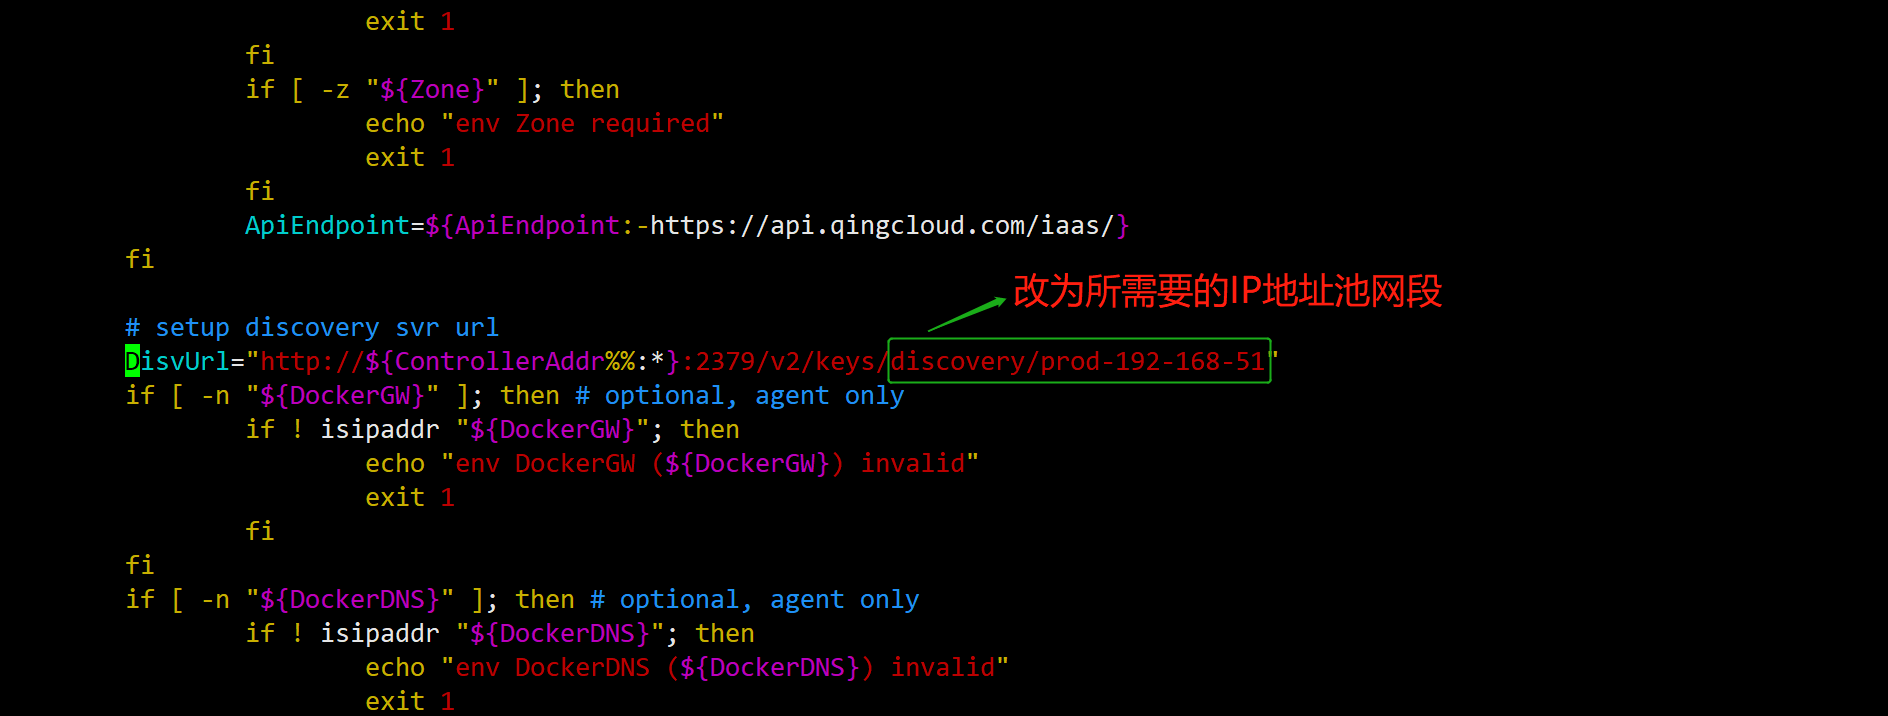 exit 1
fi
if [ -z "${Zone}" ]; then
echo "env Zone required"
exit 1
fi
ApiEndpoint=${ApiEndpoint:-https://api.qingcloud.com/iaas/}
fi
改为所需要的IP地址池网段
# setup discovery svr url
DisvUrl="http://${ControllerAddr%%:*}:2379/v2/keys/discovery/prod-192-168-51"
if [ -n "${DockerGW}" ]; then # optional, agent only
if ! isipaddr "${DockerGW}"; then
echo "env DockerGW (${DockerGW}) invalid"
exit 1
fi
fi
if [ -n "${DockerDNS}" ]; then # optional, agent only
if ! isipaddr "${DockerDNS}"; then
echo "env DockerDNS (${DockerDNS}) invalid"
exit 1